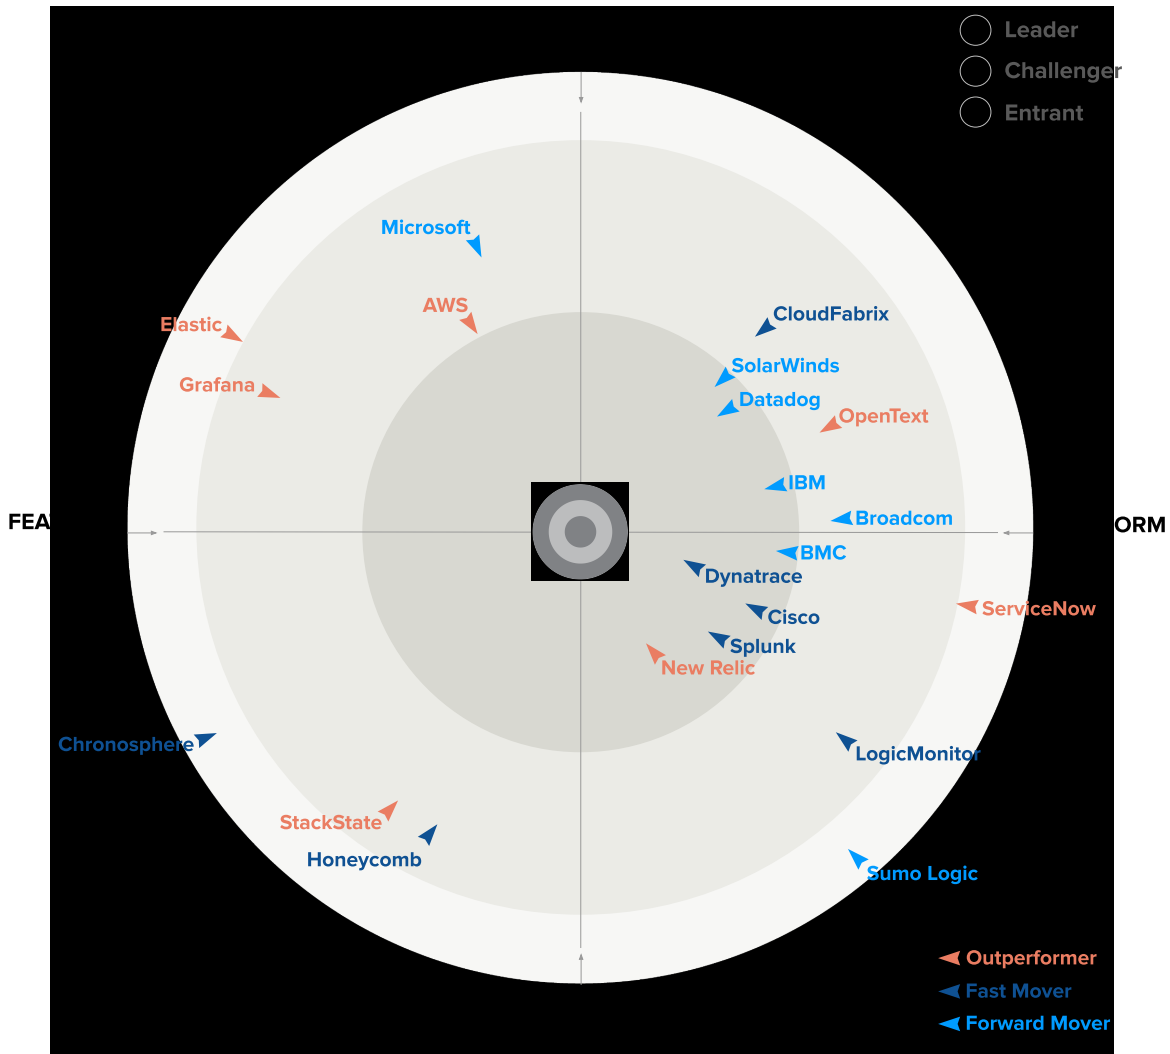 Leader
Challenger
Entrant
Microsoft
AWS
Elastic
Grafana
CloudFabrix
SolarWinds
Datadog
OpenText
IBM
Broadcom
FEA
ORM
BMC
Dynatrace
Cisco
Splunk
New Relic
ServiceNow
Chronosphere
LogicMonitor
StackState
Honeycomb
Sumo Logic
Outperformer
Fast Mover
Forward Mover